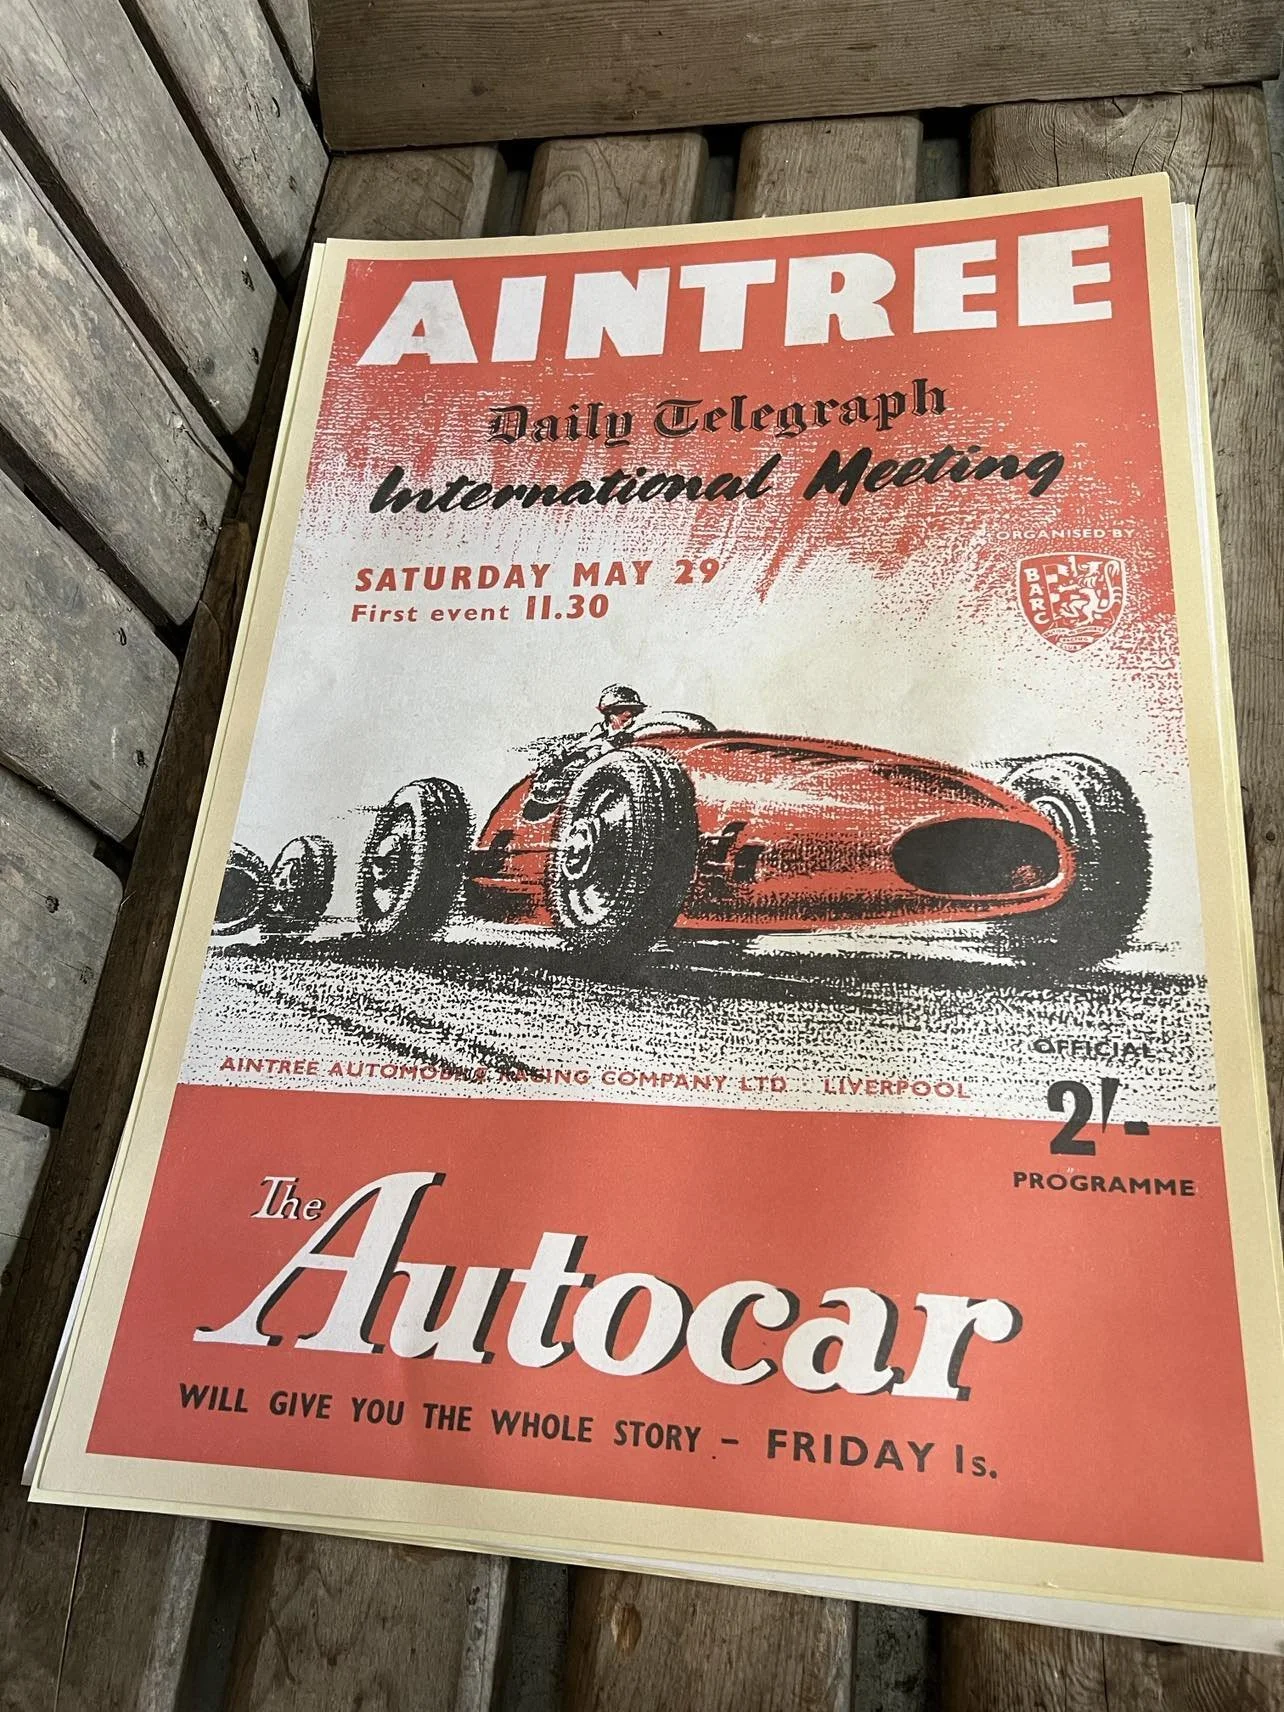 AINTREE
Daily Telegraph
International Meeting
SATURDAY MAY 29
First event 11.30
ORGANISED BY
BARC
OFFICIAL
AINTREE AUTOMOBILE RACING COMPANY LTD . LIVERPOOL
2/-
PROGRAMME
The
Autocar
WILL GIVE YOU THE WHOLE STORY - FRIDAY 1s.